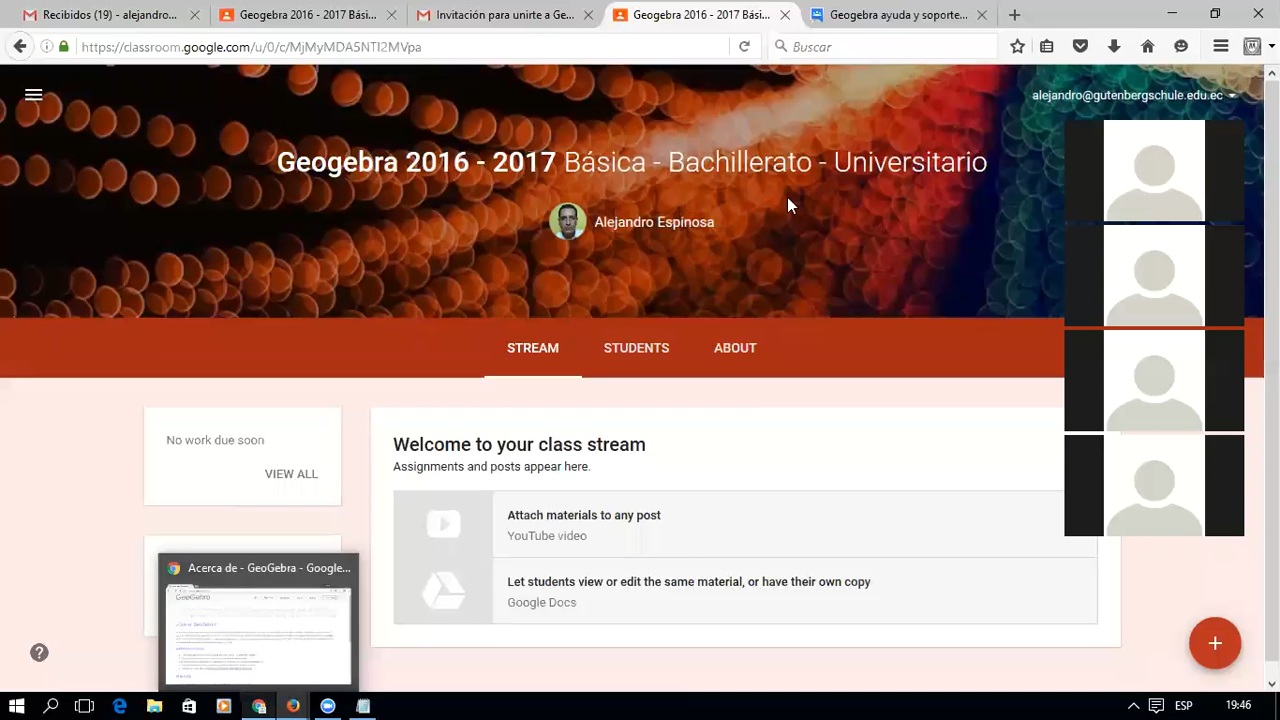 Recibidos (19) - alejandron...
Geogebra 2016 - 2017 Bási...
Invitación para unirte a Ge...
Geogebra 2016 - 2017 Básic...
Geogebra ayuda y soporte...
https://classroom.google.com/u/0/c/MjMyMDA5NTI2MVpa
Buscar
alejandro@gutenbergschule.edu.ec
Geogebra 2016 - 2017 Básica - Bachillerato - Universitario
Alejandro Espinosa
STREAM
STUDENTS
ABOUT
No work due soon
VIEW ALL
Welcome to your class stream
Assignments and posts appear here.
Attach materials to any post
YouTube video
Let students view or edit the same material, or have their own copy
Google Docs
Acerca de - GeoGebra - Google...
GeoGebra
ESP
19:46